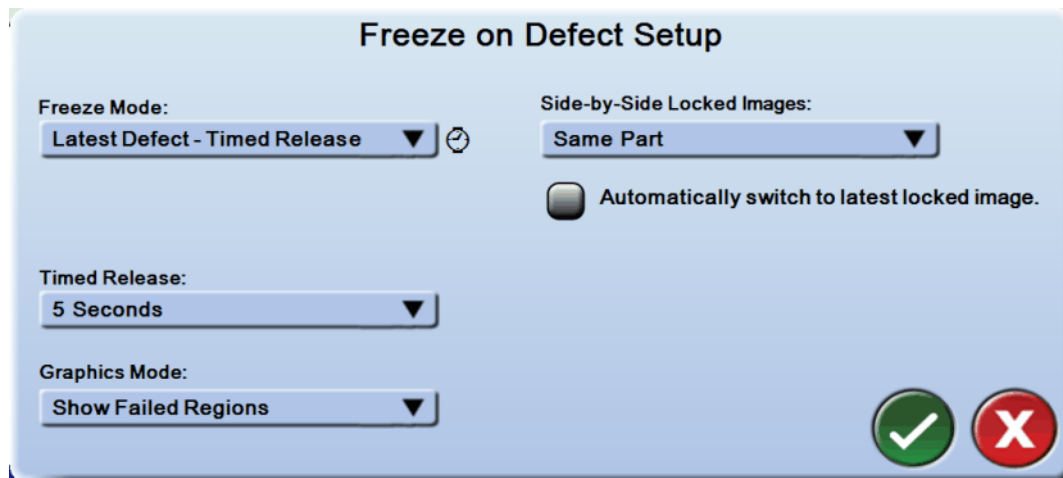 Freeze on Defect Setup
Freeze Mode:
Latest Defect - Timed Release
Side-by-Side Locked Images:
Same Part
Automatically switch to latest locked image.
Timed Release:
5 Seconds
Graphics Mode:
Show Failed Regions